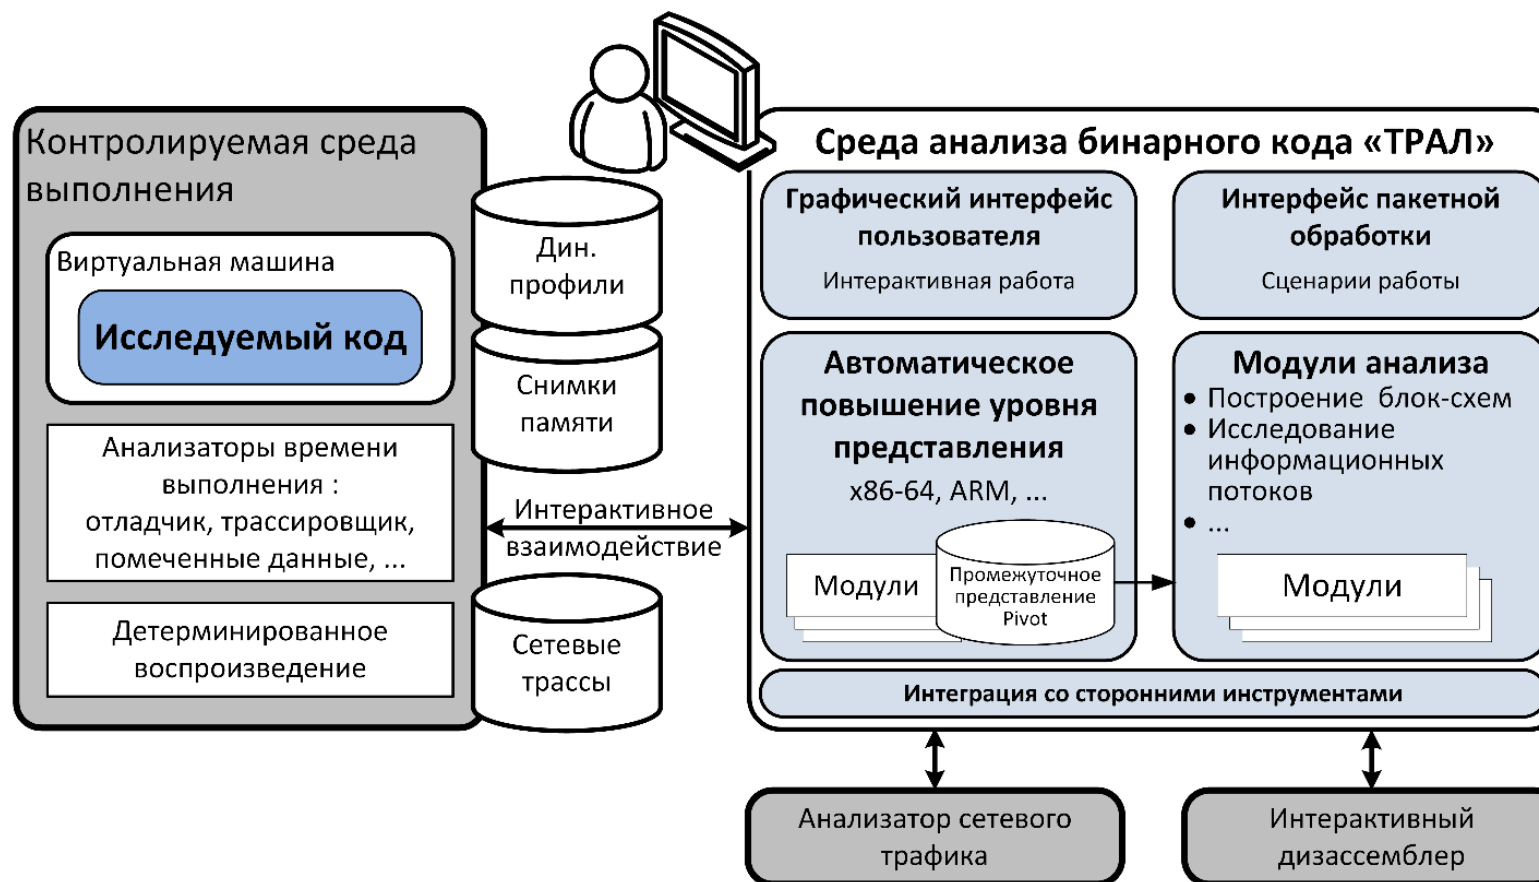 Контролируемая среда
выполнения
Виртуальная машина
Исследуемый код
Анализаторы времени
выполнения :
отладчик, трассировщик,
помеченные данные, ...
Детерминированное
воспроизведение
Дин.
профили
Снимки
памяти
Интерактивное
взаимодействие
Сетевые
трассы
Среда анализа бинарного кода «ТРАЛ»
Графический интерфейс
пользователя
Интерактивная работа
Интерфейс пакетной
обработки
Сценарии работы
Автоматическое
повышение уровня
представления
x86-64, ARM, ...
Модули
Промежуточное
представление
Pivot
Модули анализа
• Построение блок-схем
• Исследование
информационных
потоков
• ...
Модули
Интеграция со сторонними инструментами
Анализатор сетевого
трафика
Интерактивный
дизассемблер